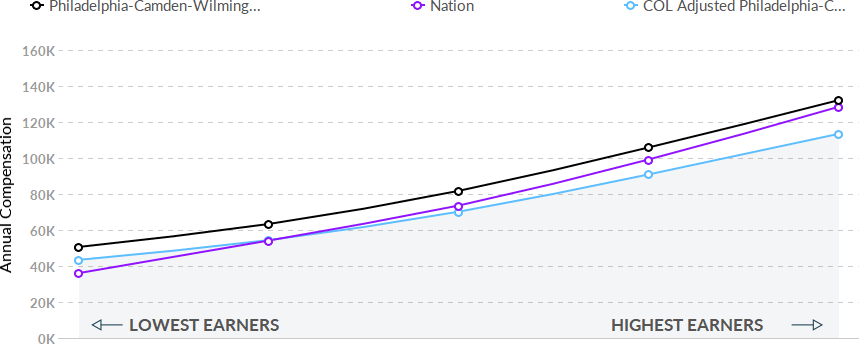 Philadelphia-Camden-Wilming...
Nation
COL Adjusted Philadelphia-C...
Annual Compensation
160K
140K
120K
100K
80K
60K
40K
20K
0K
LOWEST EARNERS
HIGHEST EARNERS